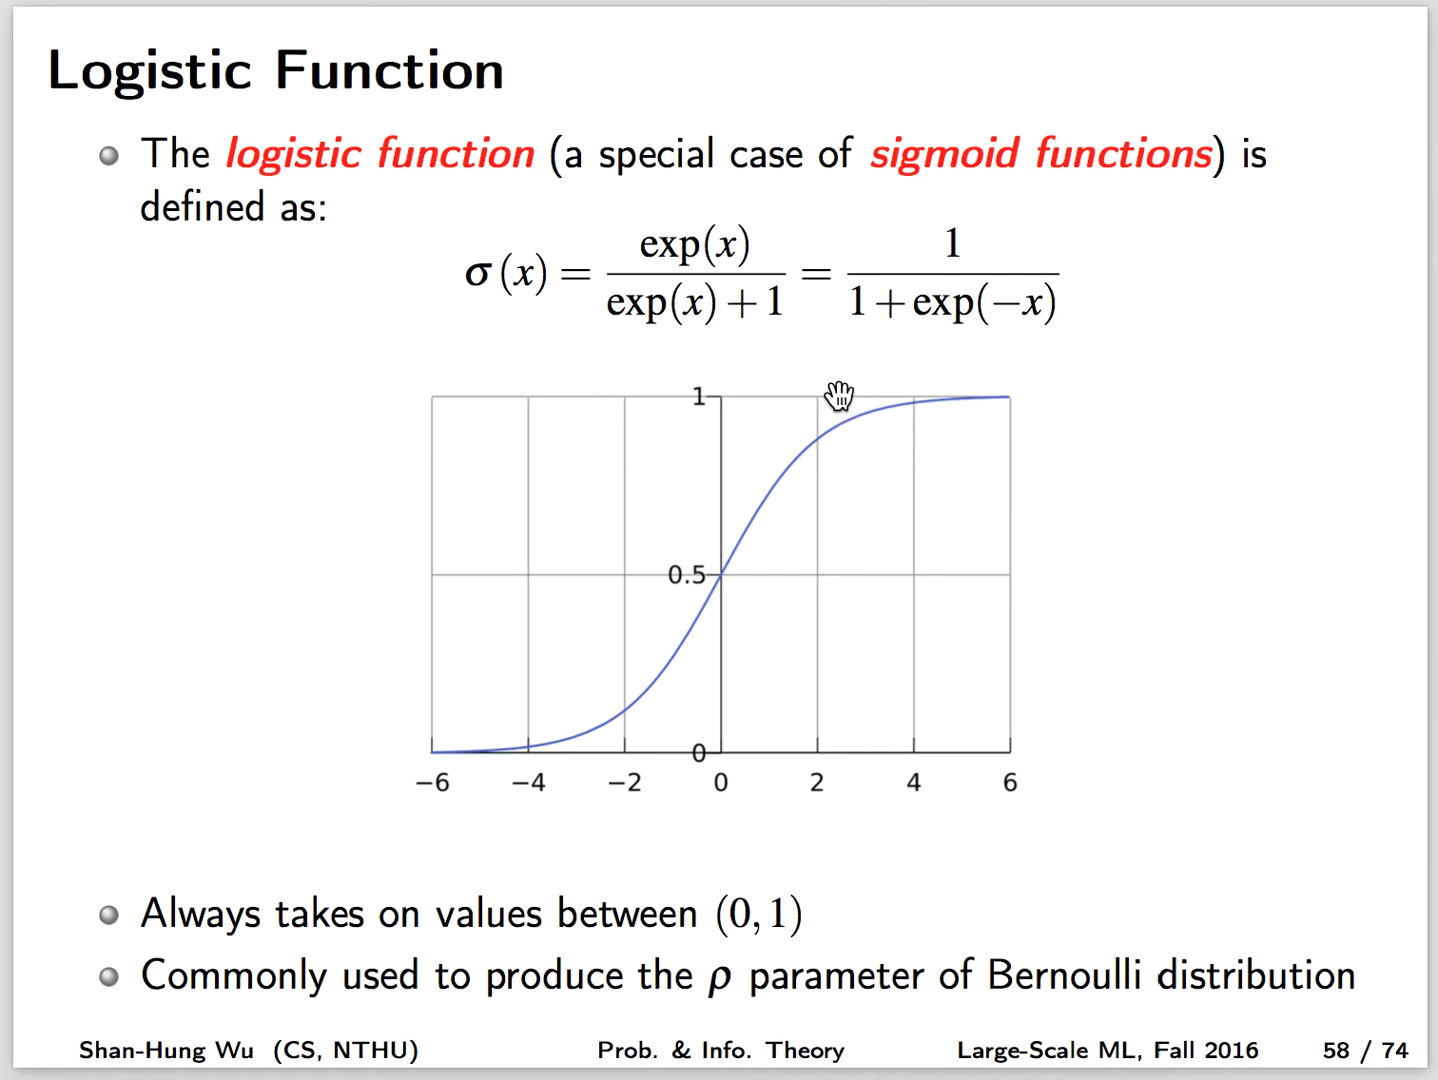 Logistic Function
The logistic function (a special case of sigmoid functions) is
defined as:
σ(x) = exp(x) / (exp(x) + 1) = 1 / (1 + exp(−x))
1
0.5
0
−6 −4 −2 0 2 4 6
Always takes on values between (0, 1)
Commonly used to produce the ρ parameter of Bernoulli distribution
Shan-Hung Wu (CS, NTHU) Prob. & Info. Theory Large-Scale ML, Fall 2016 58 / 74